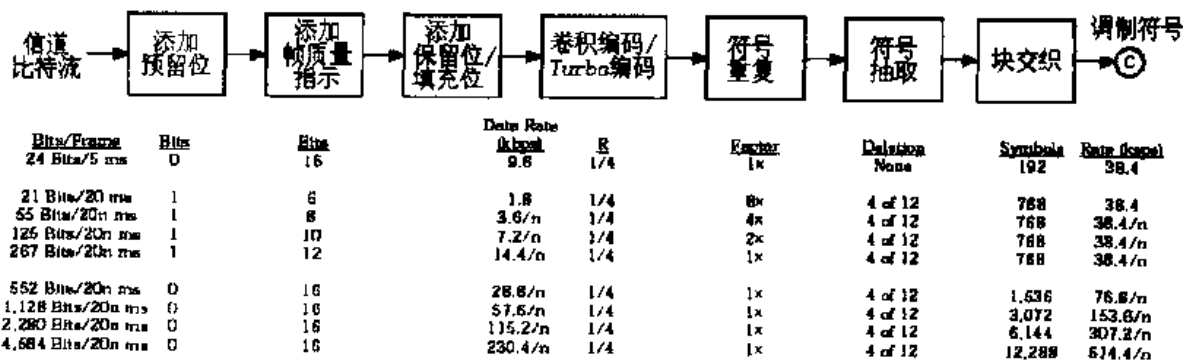 信道
比特流
添加
预留位
添加
帧质量
指示
添加
保留位/
填充位
卷积编码/
Turbo编码
符号
重复
符号
抽取
块交织
调制符号
C
Bits/Frame Bits Bits Data Rate (kbps) R Factor Deletion Symbols Rate (ksps)
24 Bits/5 ms 0 16 9.6 1/4 1x None 192 38.4
21 Bits/20 ms 1 6 1.8 1/4 8x 4 of 12 768 38.4
55 Bits/20n ms 1 8 3.6/n 1/4 4x 4 of 12 768 38.4/n
125 Bits/20n ms 1 10 7.2/n 1/4 2x 4 of 12 768 38.4/n
267 Bits/20n ms 1 12 14.4/n 1/4 1x 4 of 12 768 38.4/n
552 Bits/20n ms 0 16 28.8/n 1/4 1x 4 of 12 1,536 76.8/n
1,128 Bits/20n ms 0 16 57.6/n 1/4 1x 4 of 12 3,072 153.6/n
2,280 Bits/20n ms 0 16 115.2/n 1/4 1x 4 of 12 6,144 307.2/n
4,584 Bits/20n ms 0 16 230.4/n 1/4 1x 4 of 12 12,288 614.4/n